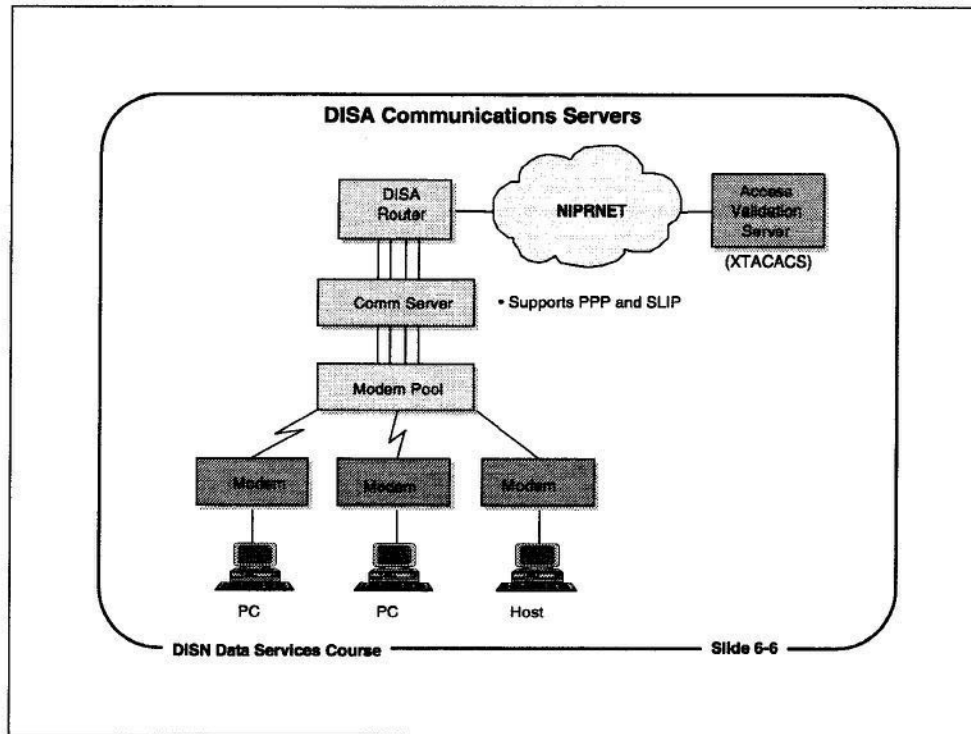 DISA Communications Servers
DISA
Router
NIPRNET
Access
Validation
Server
(XTACACS)
Comm Server
• Supports PPP and SLIP
Modem Pool
Modem
Modem
Modem
PC
PC
Host
DISN Data Services Course
Slide 6-6